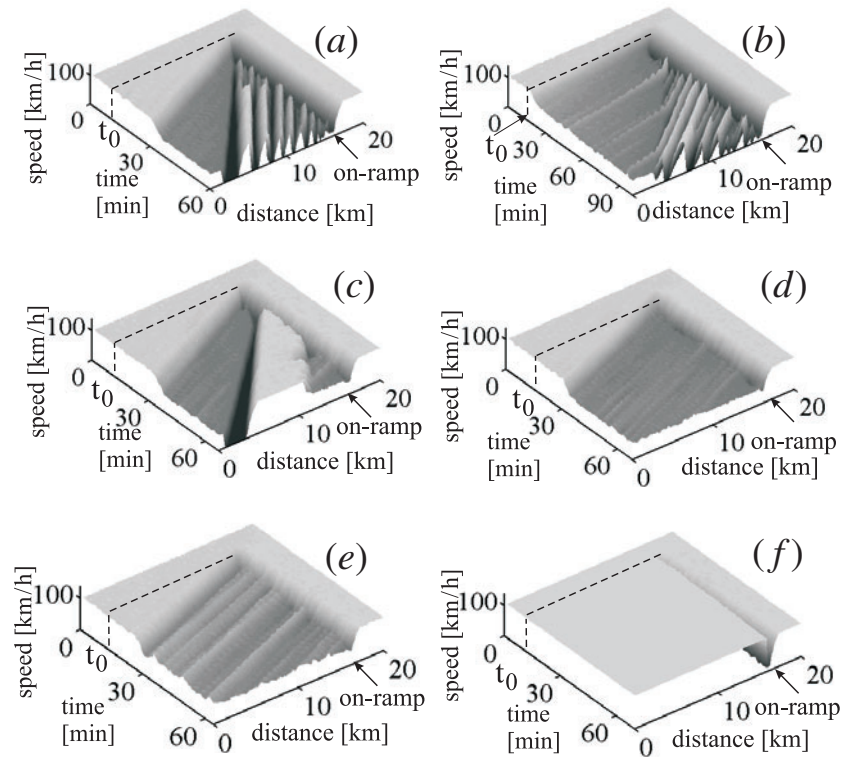 (a)
speed [km/h]
100
0
t0
30
60
time
[min]
0
10
20
distance [km]
on-ramp
(b)
speed [km/h]
100
0
t0
30
60
90
time
[min]
0
10
20
distance [km]
on-ramp
(c)
speed [km/h]
100
0
t0
30
60
time
[min]
0
10
20
distance [km]
on-ramp
(d)
speed [km/h]
100
0
t0
30
60
time
[min]
0
10
20
distance [km]
on-ramp
(e)
speed [km/h]
100
0
t0
30
60
time
[min]
0
10
20
distance [km]
on-ramp
(f)
speed [km/h]
100
0
t0
30
60
time
[min]
0
10
20
distance [km]
on-ramp